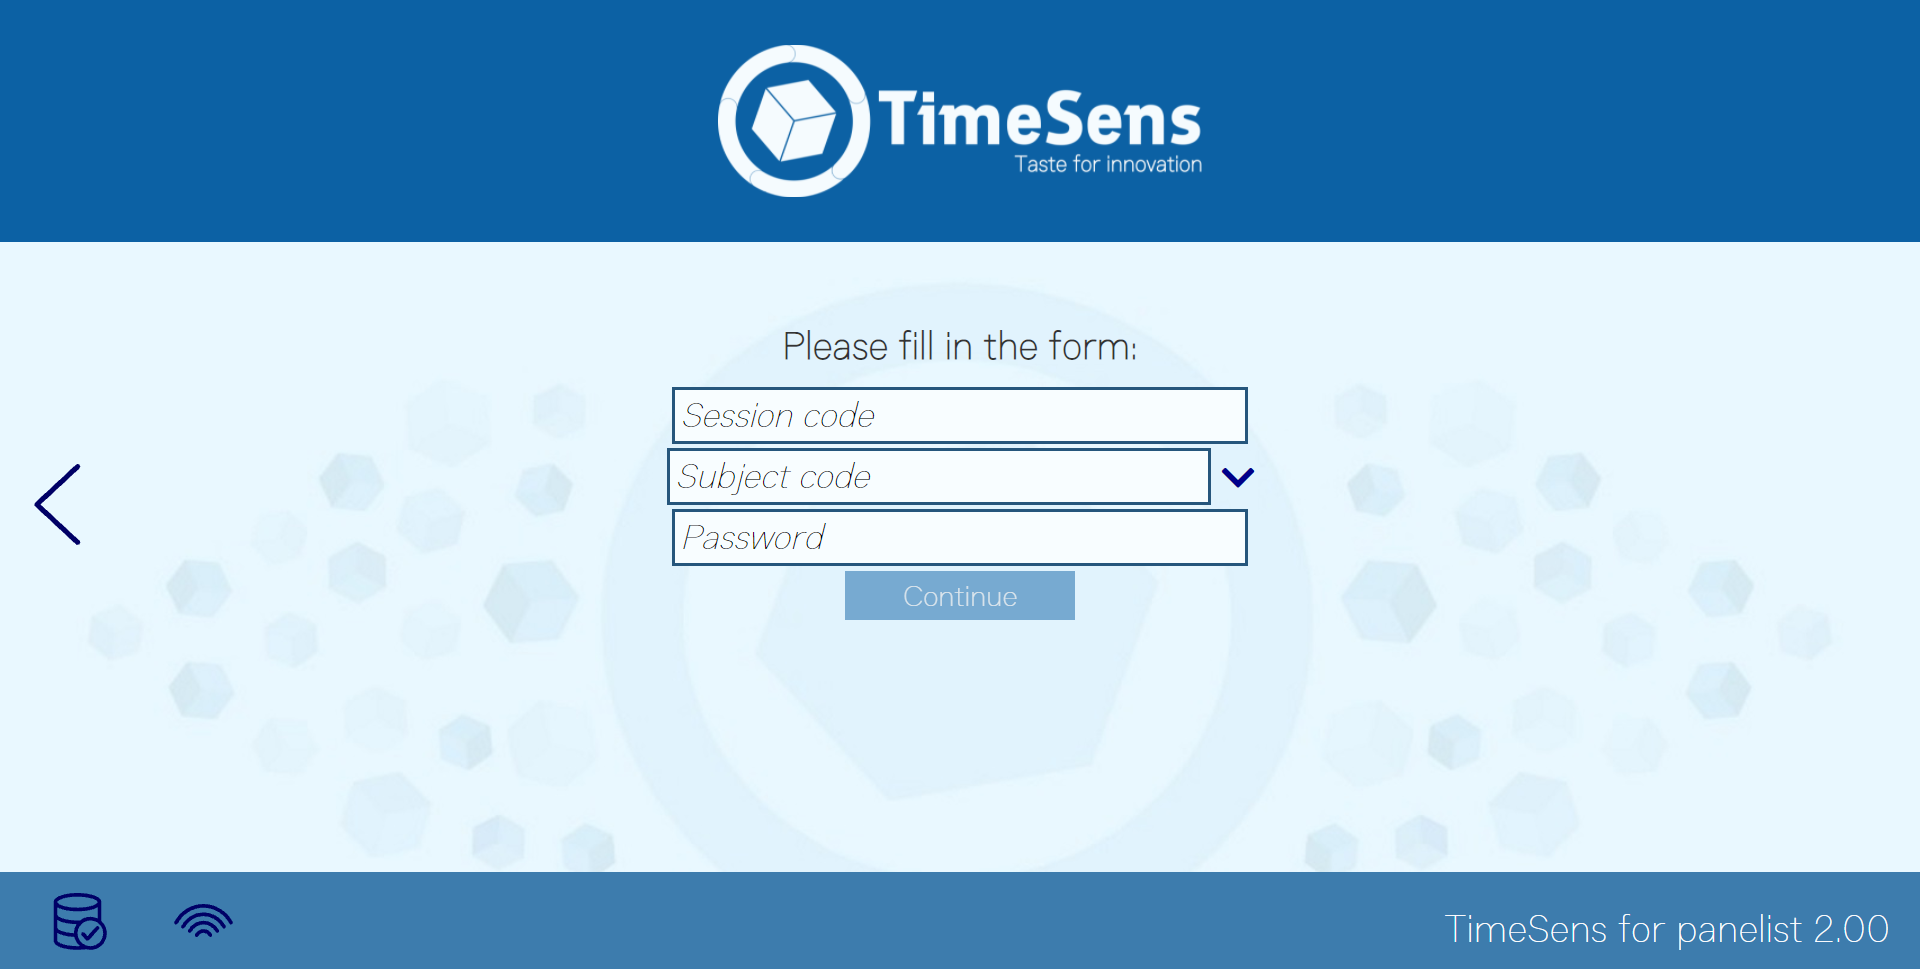 TimeSens
Taste for innovation
Please fill in the form:
Session code
Subject code
Password
Continue
TimeSens for panelist 2.00